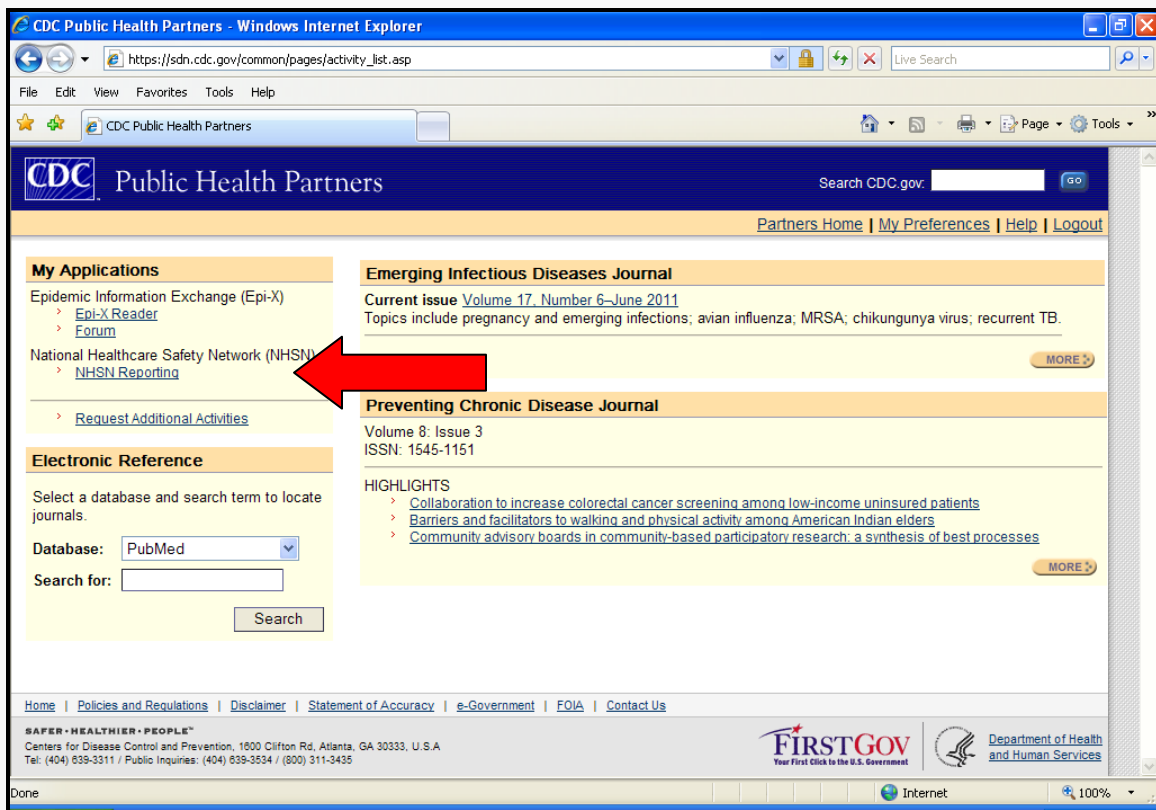 CDC Public Health Partners - Windows Internet Explorer
https://sdn.cdc.gov/common/pages/activity_list.asp
Live Search
File Edit View Favorites Tools Help
CDC Public Health Partners
Page Tools
CDC Public Health Partners
Search CDC.gov: GO
Partners Home | My Preferences | Help | Logout
My Applications
Epidemic Information Exchange (Epi-X)
Epi-X Reader
Forum
National Healthcare Safety Network (NHSN)
NHSN Reporting
Request Additional Activities
Electronic Reference
Select a database and search term to locate
journals.
Database: PubMed
Search for:
Search
Emerging Infectious Diseases Journal
Current issue Volume 17, Number 6–June 2011
Topics include pregnancy and emerging infections; avian influenza; MRSA; chikungunya virus; recurrent TB.
MORE
Preventing Chronic Disease Journal
Volume 8: Issue 3
ISSN: 1545-1151
HIGHLIGHTS
Collaboration to increase colorectal cancer screening among low-income uninsured patients
Barriers and facilitators to walking and physical activity among American Indian elders
Community advisory boards in community-based participatory research: a synthesis of best processes
MORE
Home | Policies and Regulations | Disclaimer | Statement of Accuracy | e-Government | FOIA | Contact Us
SAFER·HEALTHIER·PEOPLE™
Centers for Disease Control and Prevention, 1600 Clifton Rd, Atlanta, GA 30333, U.S.A
Tel: (404) 639-3311 / Public Inquiries: (404) 639-3534 / (800) 311-3435
FIRSTGOV
Your First Click to the U.S. Government
Department of Health
and Human Services
Done
Internet
100%